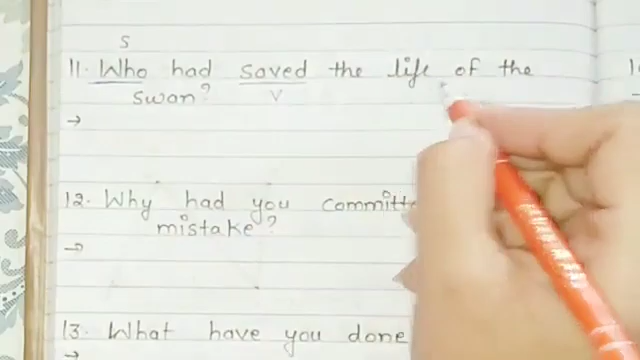 S
11. Who had saved the life of the
swan?
V
→
12. Why had you
mistake?
→
13. What have you done
→